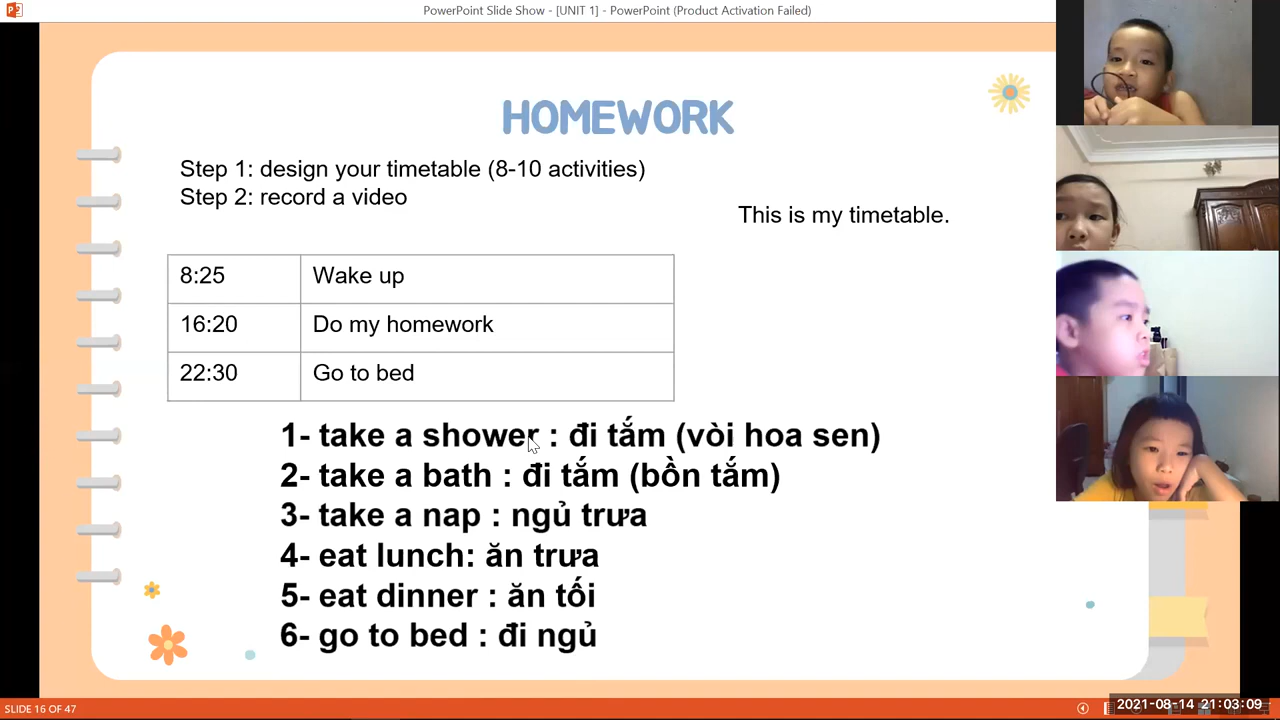 PowerPoint Slide Show - [UNIT 1] - PowerPoint (Product Activation Failed)
HOMEWORK
Step 1: design your timetable (8-10 activities)
Step 2: record a video
This is my timetable.
8:25 Wake up
16:20 Do my homework
22:30 Go to bed
1- take a shower : đi tắm (vòi hoa sen)
2- take a bath : đi tắm (bồn tắm)
3- take a nap : ngủ trưa
4- eat lunch: ăn trưa
5- eat dinner : ăn tối
6- go to bed : đi ngủ
SLIDE 16 OF 47
2021-08-14 21:03:09